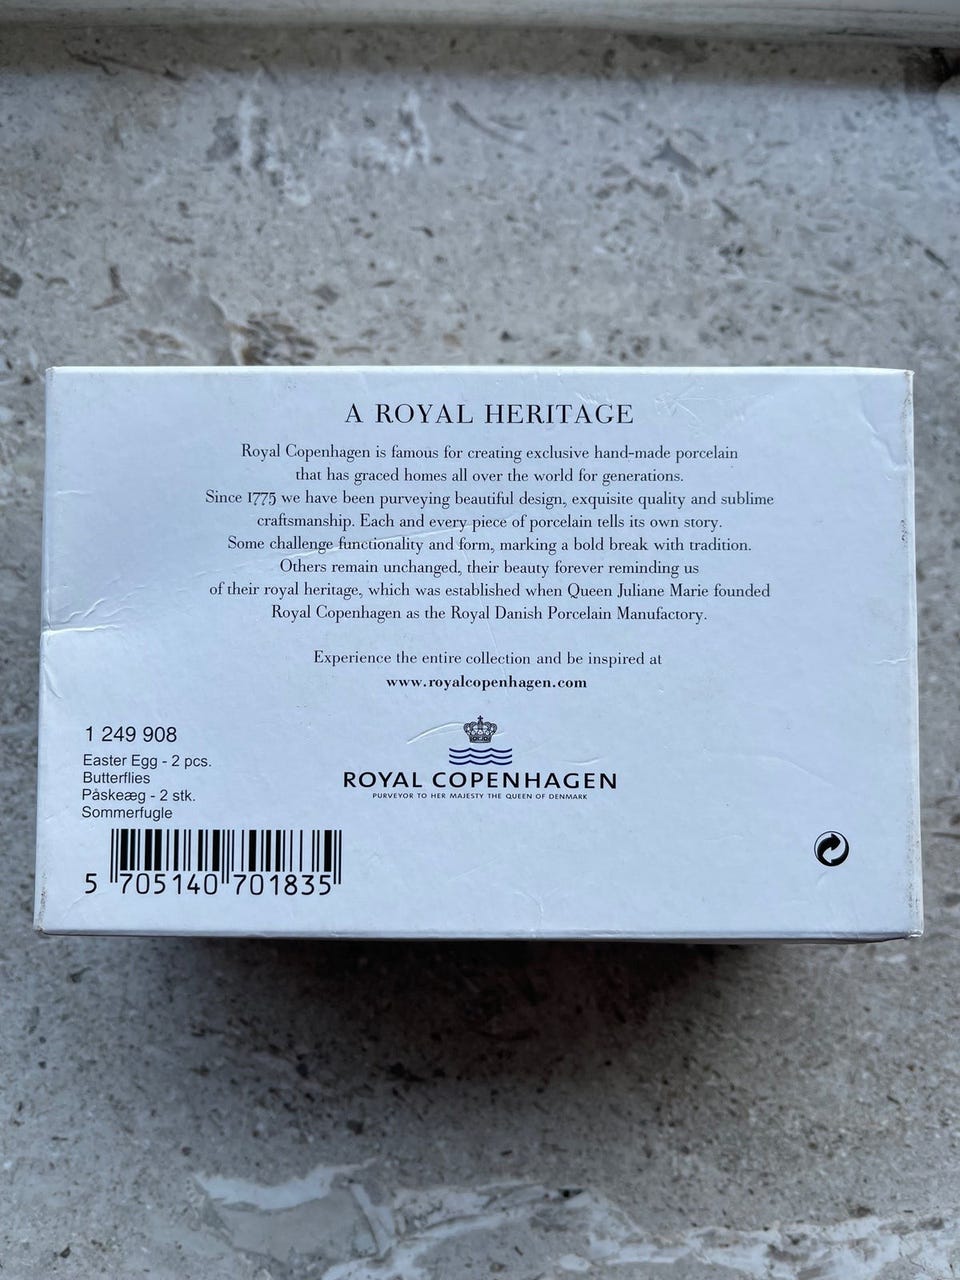 A ROYAL HERITAGE
Royal Copenhagen is famous for creating exclusive hand-made porcelain
that has graced homes all over the world for generations.
Since 1775 we have been purveying beautiful design, exquisite quality and sublime
craftsmanship. Each and every piece of porcelain tells its own story.
Some challenge functionality and form, marking a bold break with tradition.
Others remain unchanged, their beauty forever reminding us
of their royal heritage, which was established when Queen Juliane Marie founded
Royal Copenhagen as the Royal Danish Porcelain Manufactory.
Experience the entire collection and be inspired at
www.royalcopenhagen.com
ROYAL COPENHAGEN
PURVEYOR TO HER MAJESTY THE QUEEN OF DENMARK
1 249 908
Easter Egg - 2 pcs.
Butterflies
Påskeæg - 2 stk.
Sommerfugle
5 705140 701835